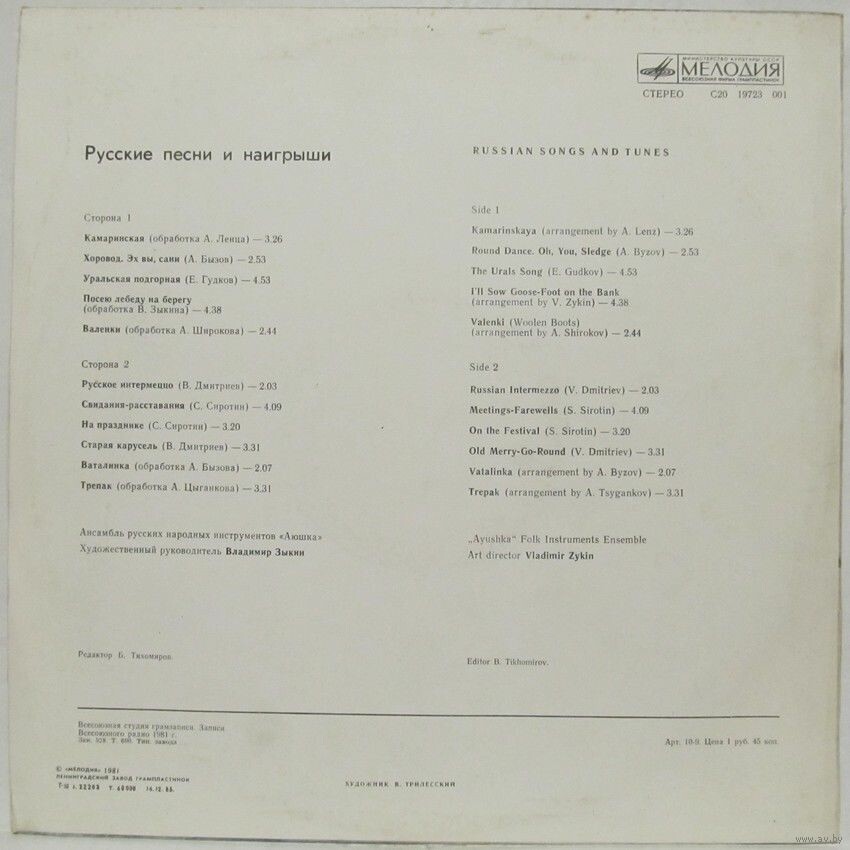 МИНИСТЕРСТВО КУЛЬТУРЫ СССР
МЕЛОДИЯ
ВСЕСОЮЗНАЯ ФИРМА ГРАМПЛАСТИНОК
СТЕРЕО С20 19723 001
Русские песни и наигрыши
Сторона 1
Камаринская (обработка А. Ленца) — 3.26
Хоровод. Эх вы, сани (А. Бызов) — 2.53
Уральская подгорная (Е. Гудков) — 4.53
Посею лебеду на берегу
(обработка В. Зыкина) — 4.38
Валенки (обработка А. Широкова) — 2.44
Сторона 2
Русское интермеццо (В. Дмитриев) — 2.03
Свидания-расставания (С. Сиротин) — 4.09
На празднике (С. Сиротин) — 3.20
Старая карусель (В. Дмитриев) — 3.31
Ваталинка (обработка А. Бызова) — 2.07
Трепак (обработка А. Цыганкова) — 3.31
Ансамбль русских народных инструментов «Аюшка»
Художественный руководитель Владимир Зыкин
Редактор Б. Тихомиров.
RUSSIAN SONGS AND TUNES
Side 1
Kamarinskaya (arrangement by A. Lenz) — 3.26
Round Dance. Oh, You, Sledge (A. Byzov) — 2.53
The Urals Song (E. Gudkov) — 4.53
I'll Sow Goose-Foot on the Bank
(arrangement by V. Zykin) — 4.38
Valenki (Woolen Boots)
(arrangement by A. Shirokov) — 2.44
Side 2
Russian Intermezzo (V. Dmitriev) — 2.03
Meetings-Farewells (S. Sirotin) — 4.09
On the Festival (S. Sirotin) — 3.20
Old Merry-Go-Round (V. Dmitriev) — 3.31
Vatalinka (arrangement by A. Byzov) — 2.07
Trepak (arrangement by A. Tsygankov) — 3.31
„Ayushka“ Folk Instruments Ensemble
Art director Vladimir Zykin
Editor B. Tikhomirov.
Всесоюзная студия грамзаписи. Записи
Всесоюзного радио 1981 г.
Зак. Т. 600. Тип. завода
Арт. 10-9. Цена 1 руб. 45 коп.
© «МЕЛОДИЯ» 1981
ЛЕНИНГРАДСКИЙ ЗАВОД ГРАМПЛАСТИНОК
ХУДОЖНИК В. ТРИЛЕССКИЙ
www.ay.by